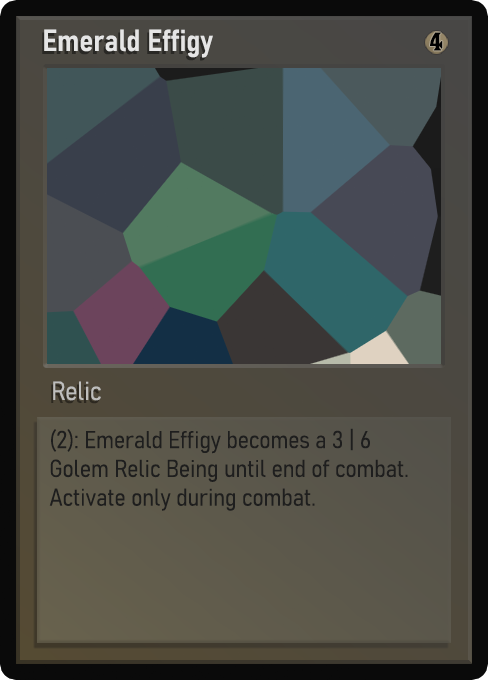 Emerald Effigy
4
Relic
(2): Emerald Effigy becomes a 3 | 6
Golem Relic Being until end of combat.
Activate only during combat.